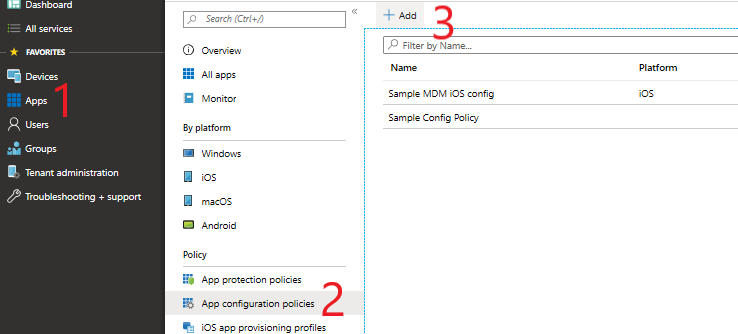 Dashboard
All services
FAVORITES
Devices
Apps
1
Users
Groups
Tenant administration
Troubleshooting + support
Search (Ctrl+/)
«
Overview
All apps
Monitor
By platform
Windows
iOS
macOS
Android
Policy
App protection policies
App configuration policies
2
iOS app provisioning profiles
+ Add
3
Filter by Name...
Name Platform
Sample MDM iOS config iOS
Sample Config Policy